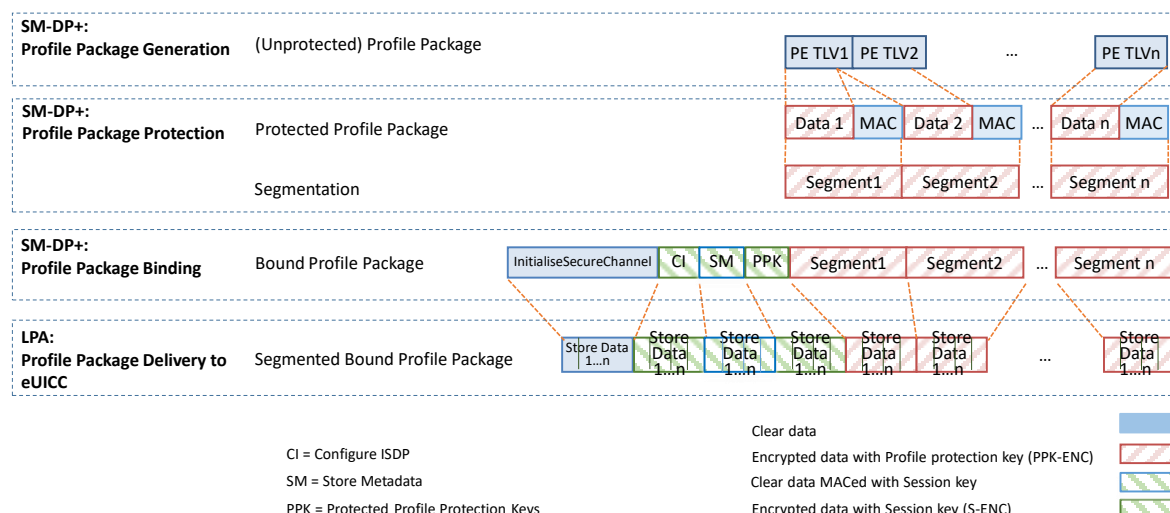 SM-DP+:
Profile Package Generation
(Unprotected) Profile Package
PE TLV1 PE TLV2 ... PE TLVn
SM-DP+:
Profile Package Protection
Protected Profile Package
Data 1 MAC Data 2 MAC ... Data n MAC
Segmentation
Segment1 Segment2 ... Segment n
SM-DP+:
Profile Package Binding
Bound Profile Package
InitialiseSecureChannel CI SM PPK Segment1 Segment2 ... Segment n
LPA:
Profile Package Delivery to
eUICC
Segmented Bound Profile Package
Store Data
1...n
Store
Data
1...n
Store
Data
1...n
Store
Data
1...n
Store
Data
1...n
Store
Data
1...n
...
Store
Data
1...n
CI = Configure ISDP
SM = Store Metadata
PPK = Protected Profile Protection Keys
Clear data
Encrypted data with Profile protection key (PPK-ENC)
Clear data MACed with Session key
Encrypted data with Session key (S-ENC)